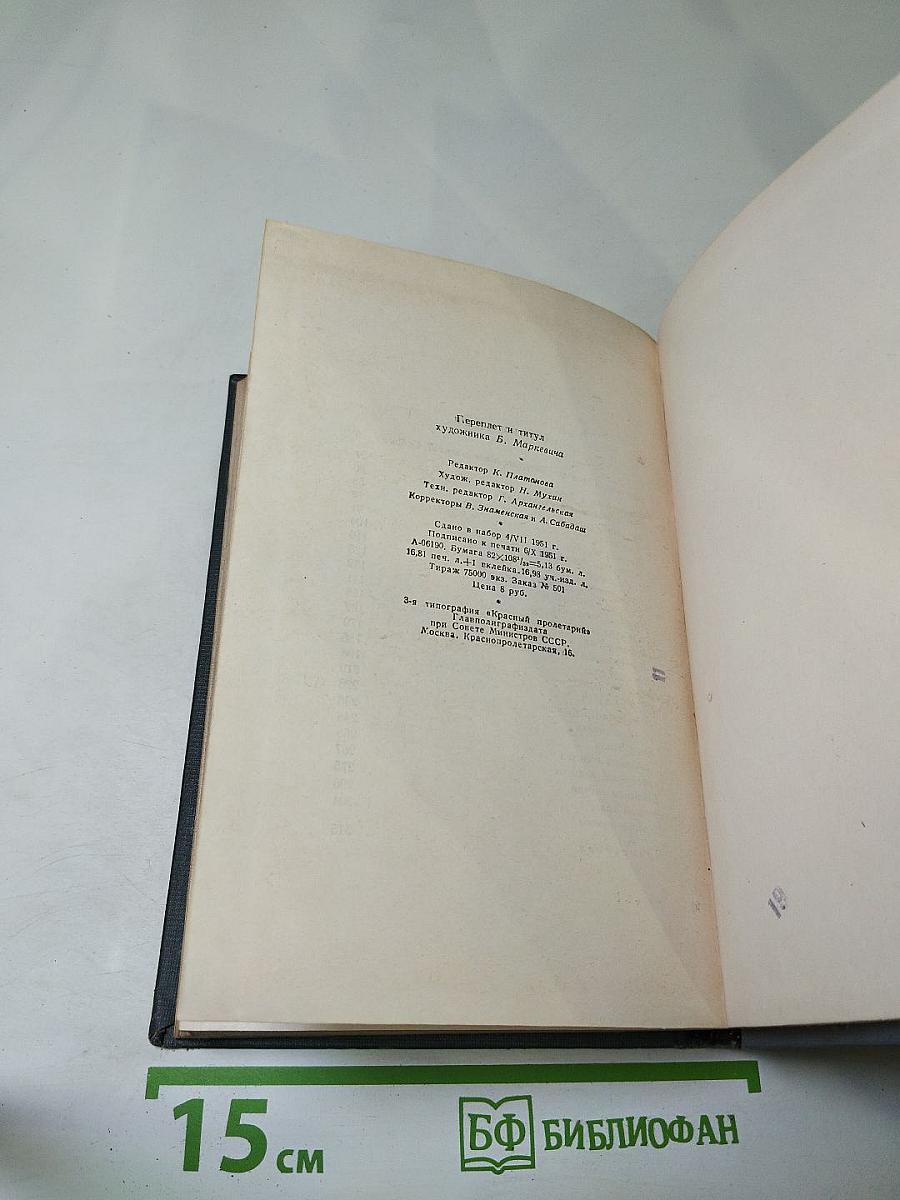 Переплет и титул
художника Б. Маркевича
*
Редактор К. Платонова
Худож. редактор Н. Мухин
Техн. редактор Г. Архангельская
Корректоры В. Знаменская и А. Сабадаш
*
Сдано в набор 4/VII 1951 г.
Подписано к печати 6/X 1951 г.
А-06190. Бумага 82×108¹/₃₂=5,13 бум. л.
16,81 печ. л.+1 вклейка. 16,98 уч.-изд. л.
Тираж 75000 экз. Заказ № 501
Цена 8 руб.
*
3-я типография «Красный пролетарий»
Главполиграфиздата
при Совете Министров СССР.
Москва, Краснопролетарская, 16.
11
19
15 см
БФ БИБЛИОФАН